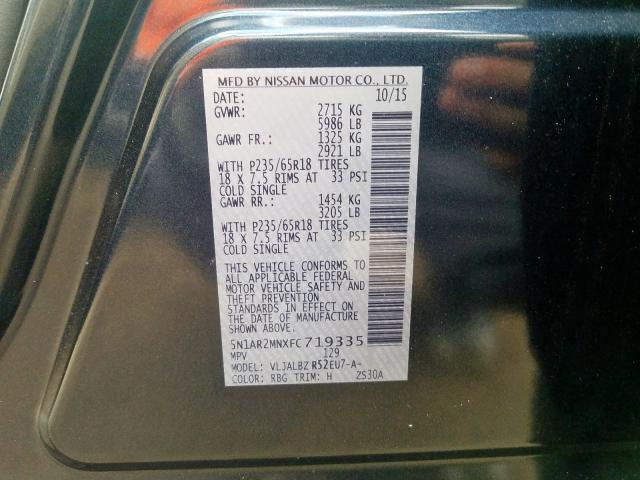 MFD BY NISSAN MOTOR CO., LTD.
DATE: 10/15
GVWR: 2715 KG
5986 LB
GAWR FR.: 1325 KG
2921 LB
WITH P235/65R18 TIRES
18 X 7.5 RIMS AT 33 PSI
COLD SINGLE
GAWR RR.: 1454 KG
3205 LB
WITH P235/65R18 TIRES
18 X 7.5 RIMS AT 33 PSI
COLD SINGLE
THIS VEHICLE CONFORMS TO
ALL APPLICABLE FEDERAL
MOTOR VEHICLE SAFETY AND
THEFT PREVENTION
STANDARDS IN EFFECT ON
THE DATE OF MANUFACTURE
SHOWN ABOVE.
5N1AR2MNXFC719335
MPV 129
MODEL: VLJALBZ R52EU7-A-
COLOR: RBG TRIM: H ZS30A